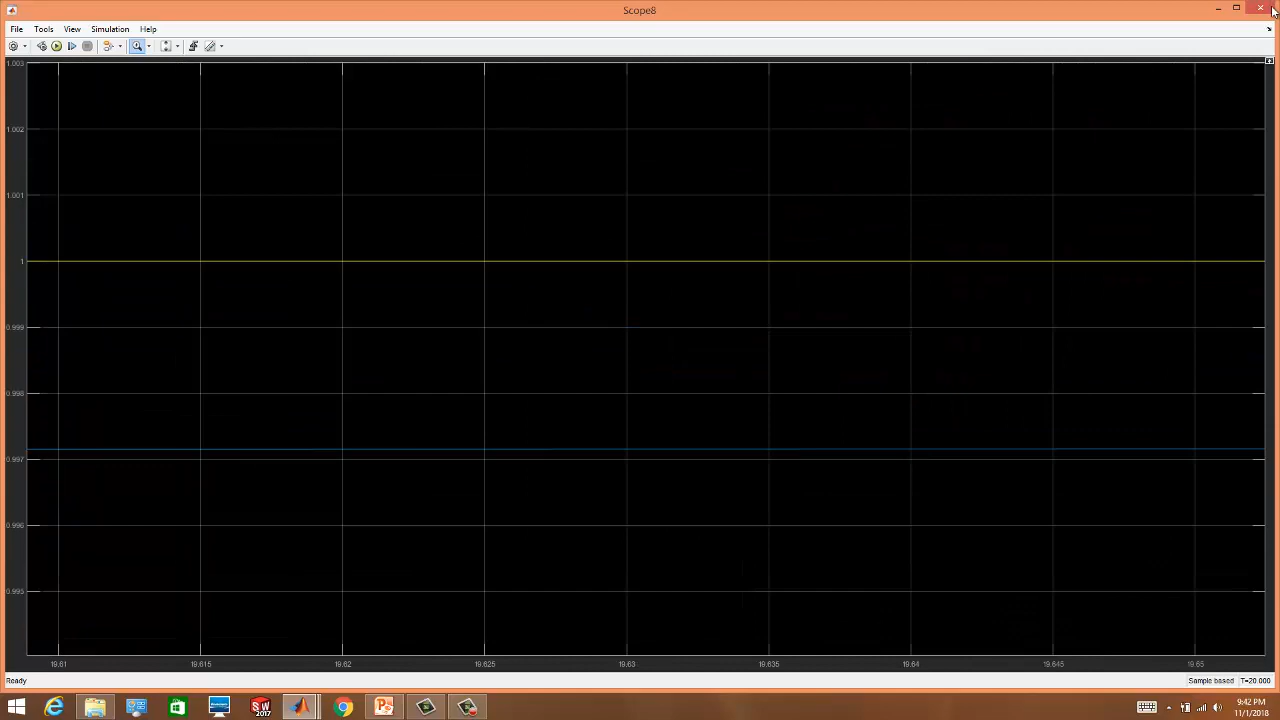 Scope8
File Tools View Simulation Help
1.003
1.002
1.001
1
0.999
0.998
0.997
0.996
0.995
19.61 19.615 19.62 19.625 19.63 19.635 19.64 19.645 19.65
Ready Sample based T=20.000
SW 2017
9:42 PM
11/1/2018